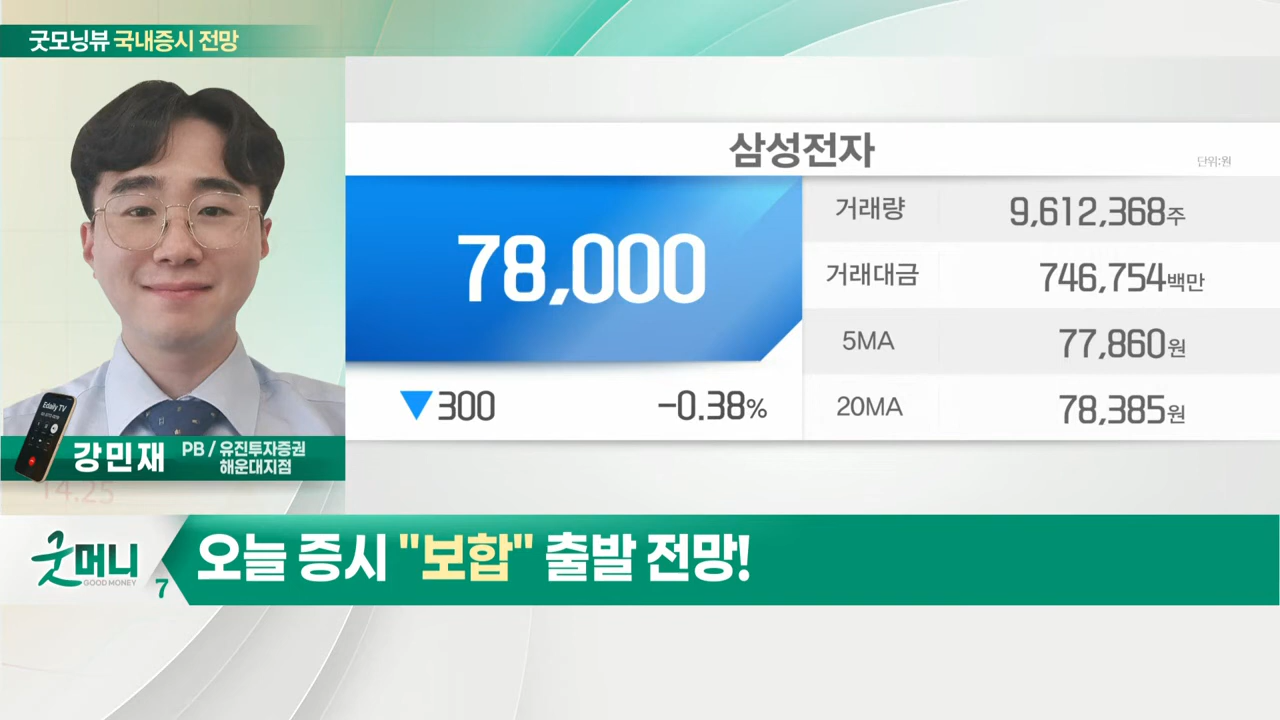 굿모닝뷰 국내증시 전망
삼성전자
단위:원
78,000
▼300 -0.38%
거래량 9,612,368주
거래대금 746,754백만
5MA 77,860원
20MA 78,385원
Edaily TV
강민재 PB / 유진투자증권
해운대지점
14.25
굿머니
GOOD MONEY
7
오늘 증시 "보합" 출발 전망!